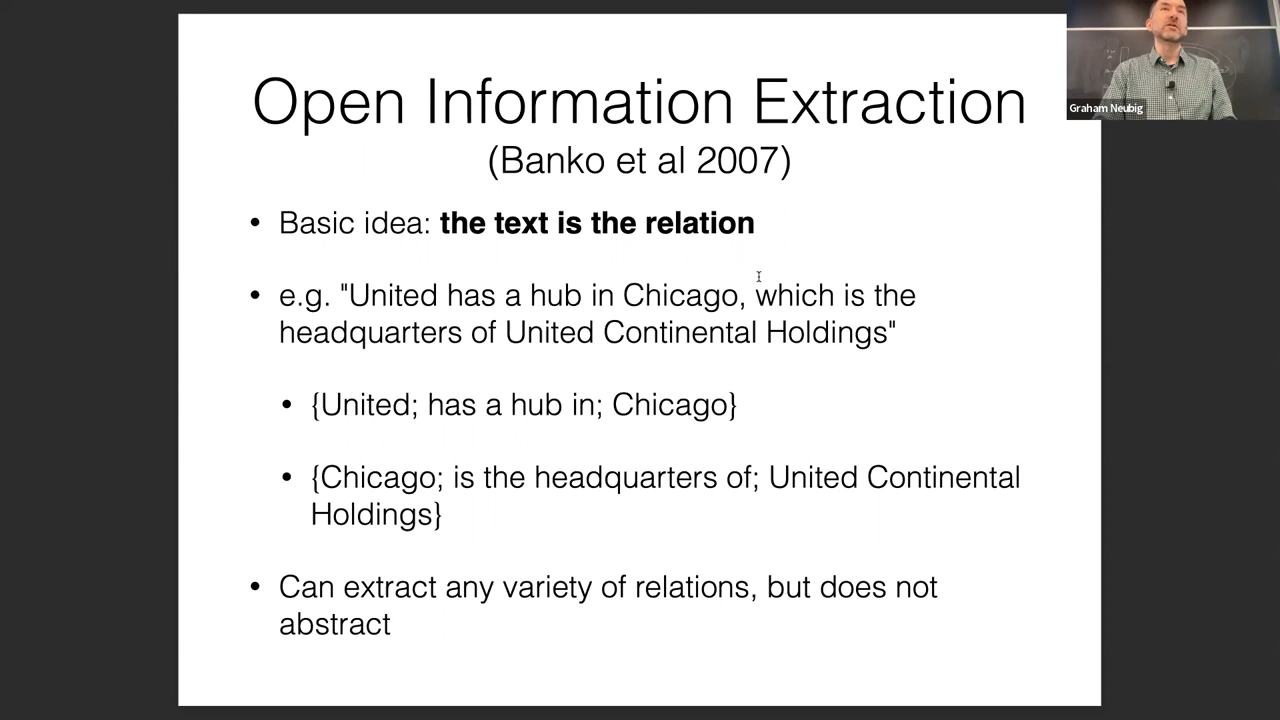 Open Information Extraction
(Banko et al 2007)
• Basic idea: the text is the relation
• e.g. "United has a hub in Chicago, which is the
headquarters of United Continental Holdings"
• {United; has a hub in; Chicago}
• {Chicago; is the headquarters of; United Continental
Holdings}
• Can extract any variety of relations, but does not
abstract
Graham Neubig